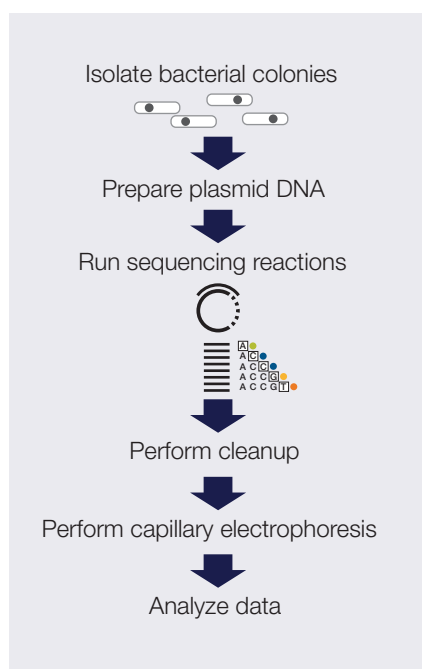 Isolate bacterial colonies
Prepare plasmid DNA
Run sequencing reactions
A
A C
A C C
A C C G
A C C G T
Perform cleanup
Perform capillary electrophoresis
Analyze data